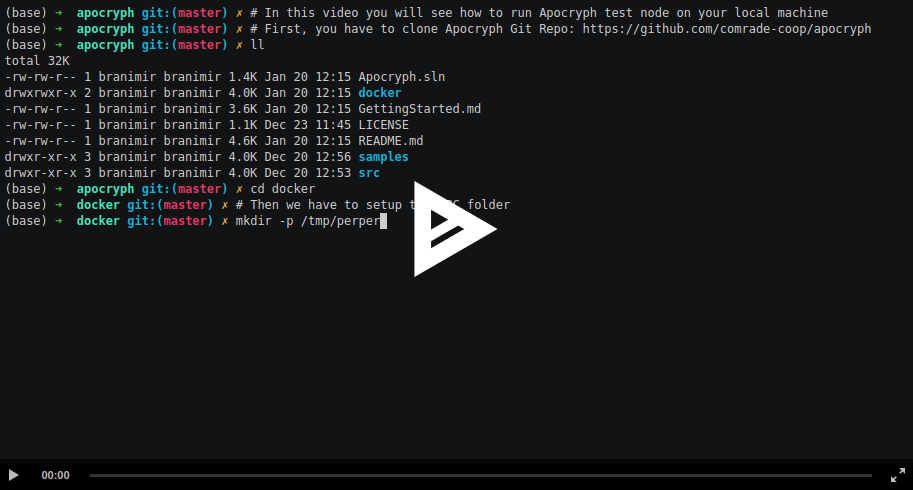 (base) ➜ apocryph git:(master) ✗ # In this video you will see how to run Apocryph test node on your local machine
(base) ➜ apocryph git:(master) ✗ # First, you have to clone Apocryph Git Repo: https://github.com/comrade-coop/apocryph
(base) ➜ apocryph git:(master) ✗ ll
total 32K
-rw-rw-r-- 1 branimir branimir 1.4K Jan 20 12:15 Apocryph.sln
drwxrwxr-x 2 branimir branimir 4.0K Jan 20 12:15 docker
-rw-rw-r-- 1 branimir branimir 3.6K Jan 20 12:15 GettingStarted.md
-rw-rw-r-- 1 branimir branimir 1.1K Dec 23 11:45 LICENSE
-rw-rw-r-- 1 branimir branimir 4.6K Jan 20 12:15 README.md
drwxr-xr-x 3 branimir branimir 4.0K Dec 20 12:56 samples
drwxr-xr-x 3 branimir branimir 4.0K Dec 20 12:53 src
(base) ➜ apocryph git:(master) ✗ cd docker
(base) ➜ docker git:(master) ✗ # Then we have to setup folder
(base) ➜ docker git:(master) ✗ mkdir -p /tmp/perper
00:00